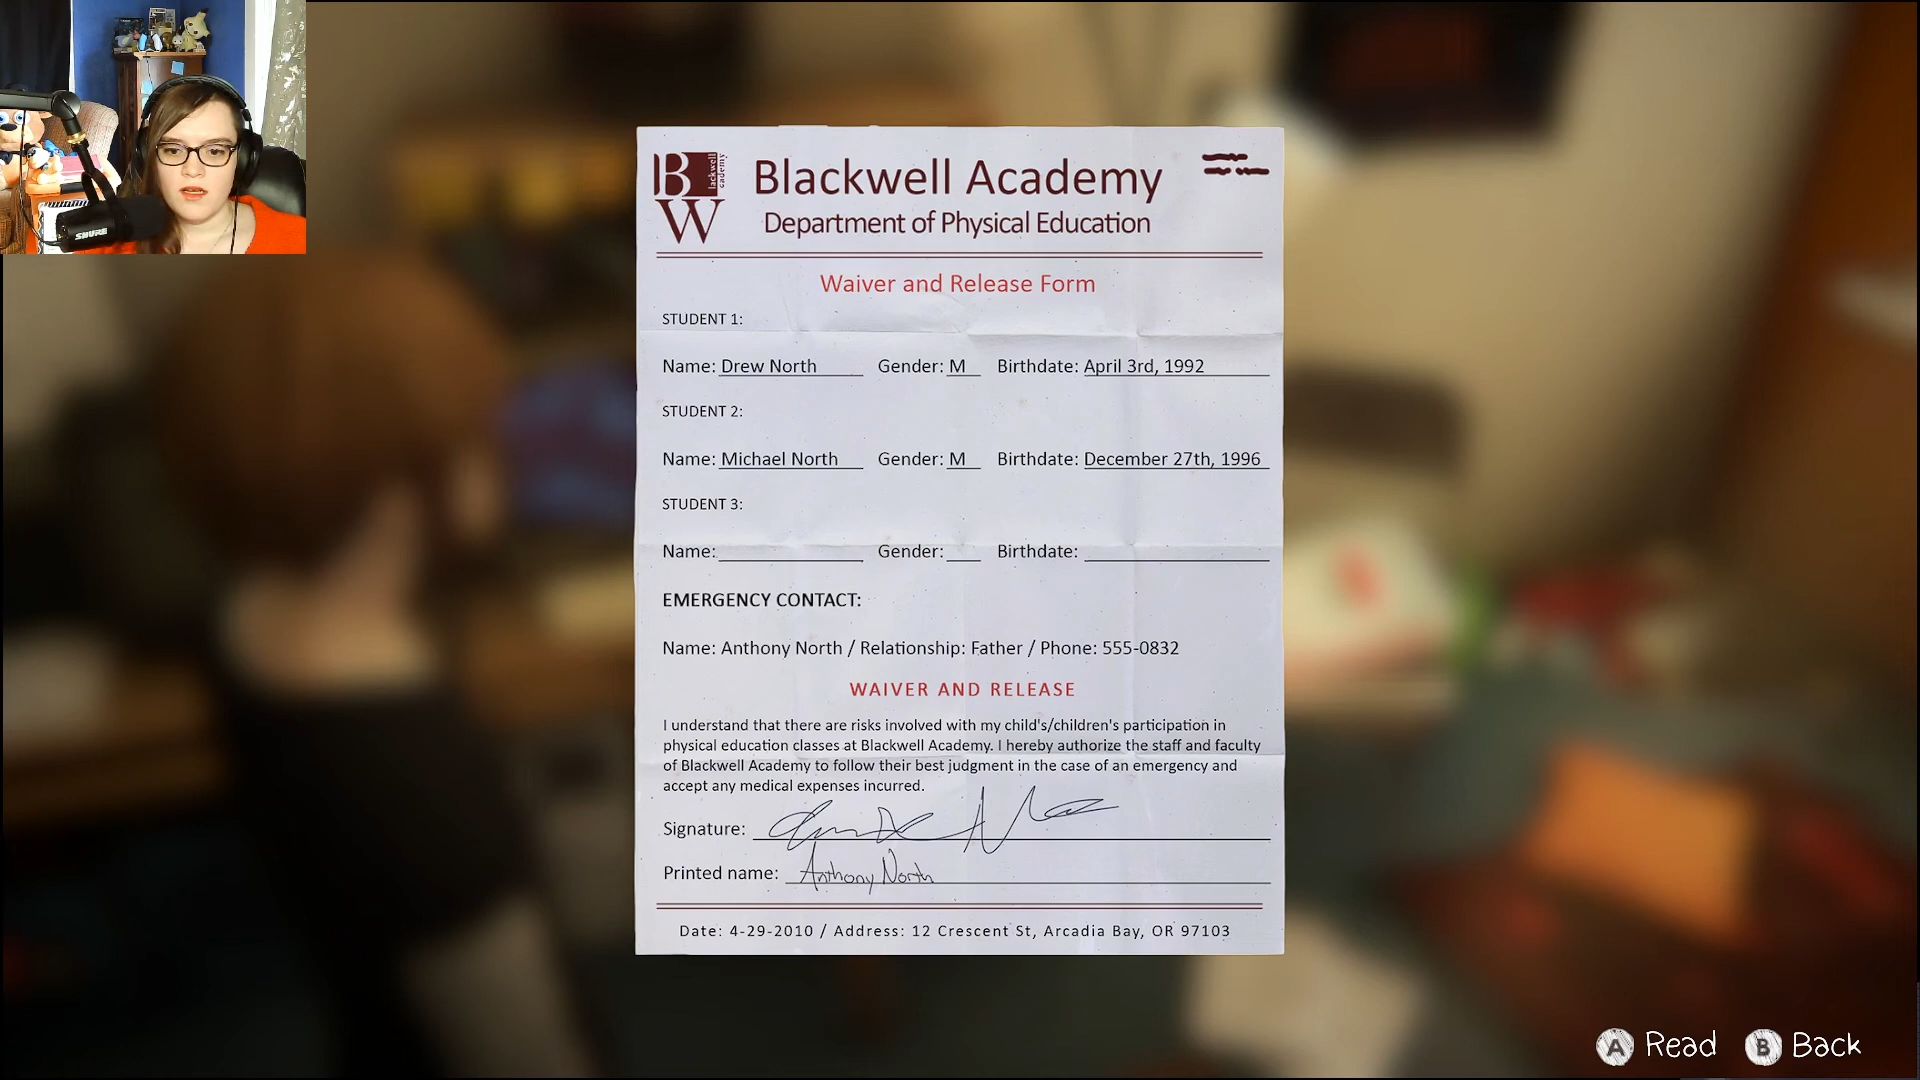 SHURE
B lackwell cademy
W
Blackwell Academy
Department of Physical Education
Waiver and Release Form
STUDENT 1:
Name: Drew North Gender: M Birthdate: April 3rd, 1992
STUDENT 2:
Name: Michael North Gender: M Birthdate: December 27th, 1996
STUDENT 3:
Name: Gender: Birthdate:
EMERGENCY CONTACT:
Name: Anthony North / Relationship: Father / Phone: 555-0832
WAIVER AND RELEASE
I understand that there are risks involved with my child's/children's participation in
physical education classes at Blackwell Academy. I hereby authorize the staff and faculty
of Blackwell Academy to follow their best judgment in the case of an emergency and
accept any medical expenses incurred.
Signature:
Printed name: Anthony North
Date: 4-29-2010 / Address: 12 Crescent St, Arcadia Bay, OR 97103
A Read B Back